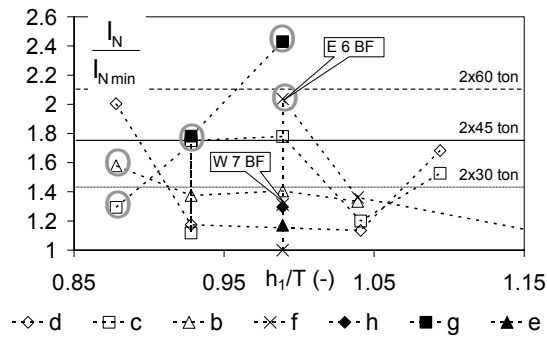 2.6
I_N
I_N min
2.4
2.2
2
1.8
1.6
1.4
1.2
1
E 6 BF
W 7 BF
2x60 ton
2x45 ton
2x30 ton
0.85
0.95
1.05
1.15
h₁/T (-)
d
c
b
f
h
g
e